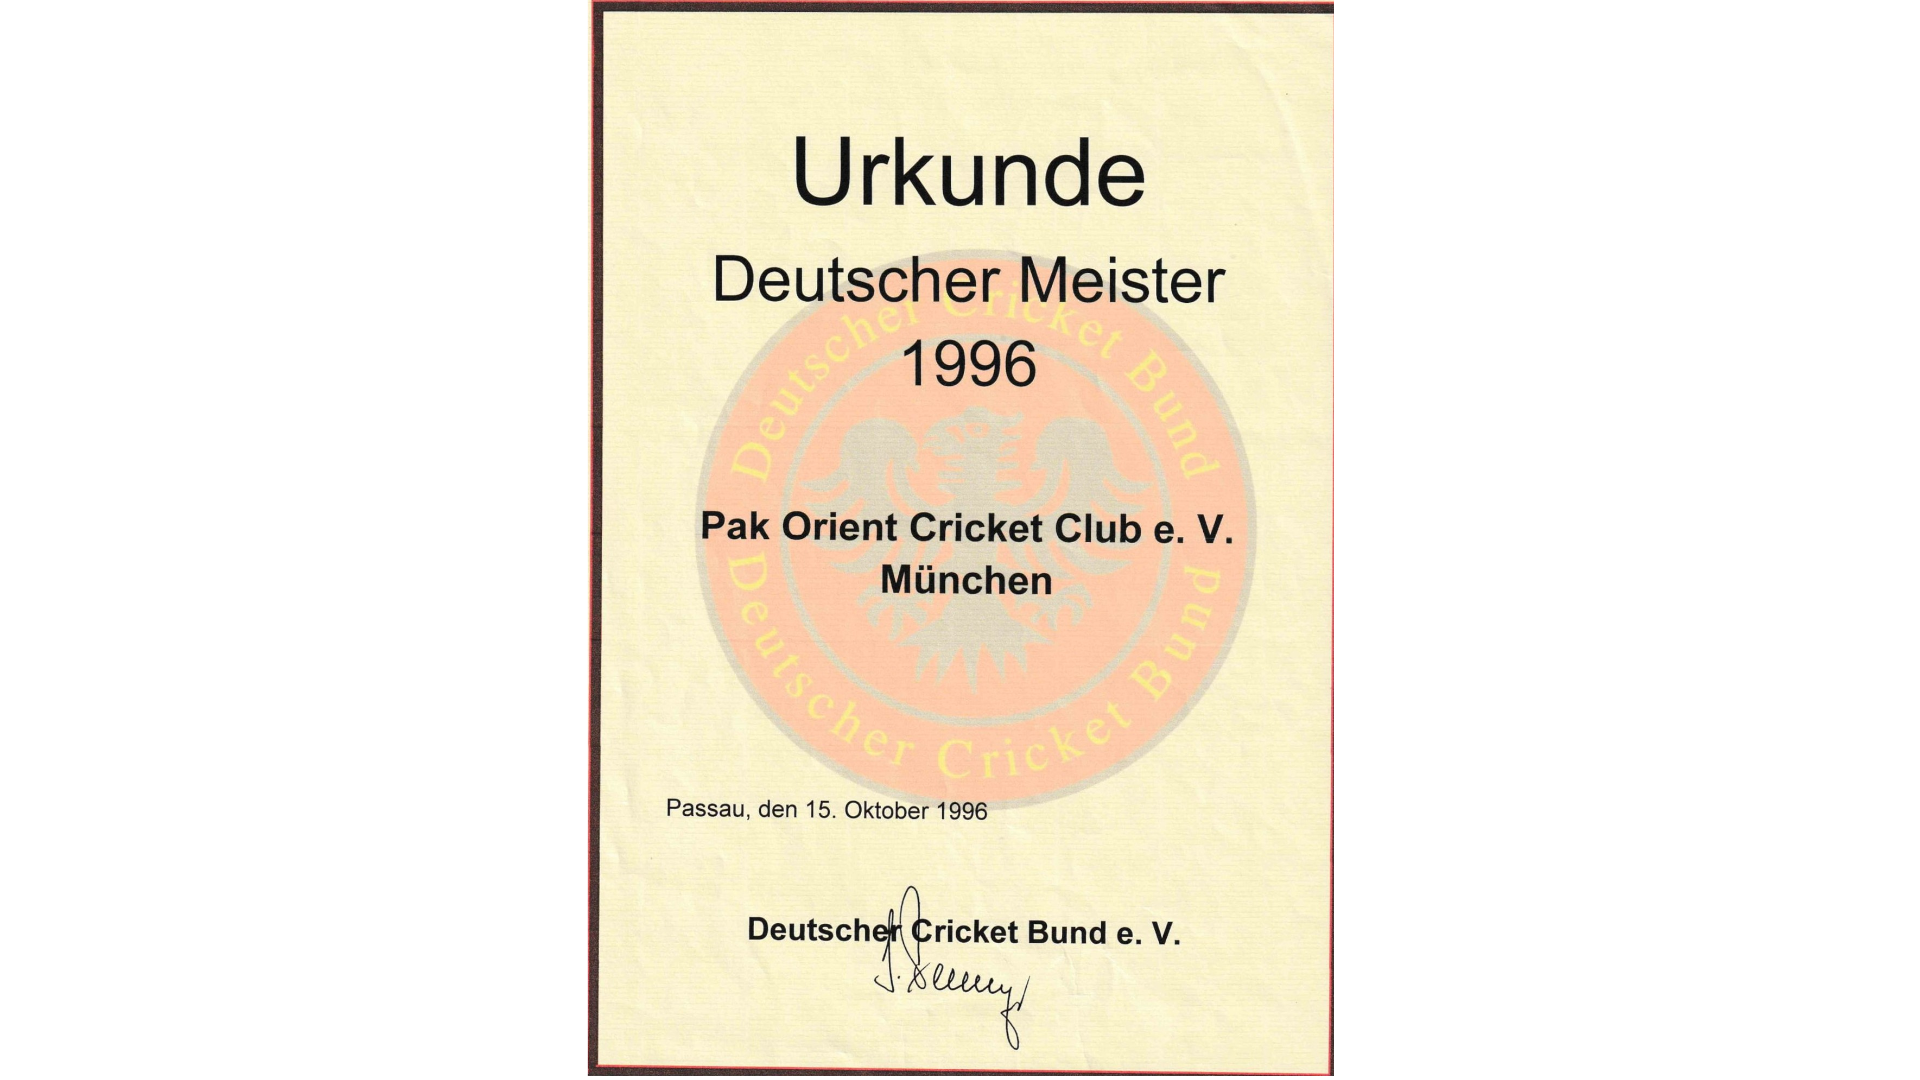 Urkunde
Deutscher Meister
1996
Deutscher Cricket Bund
Pak Orient Cricket Club e. V.
München
Deutscher Cricket Bund
Passau, den 15. Oktober 1996
Deutscher Cricket Bund e. V.